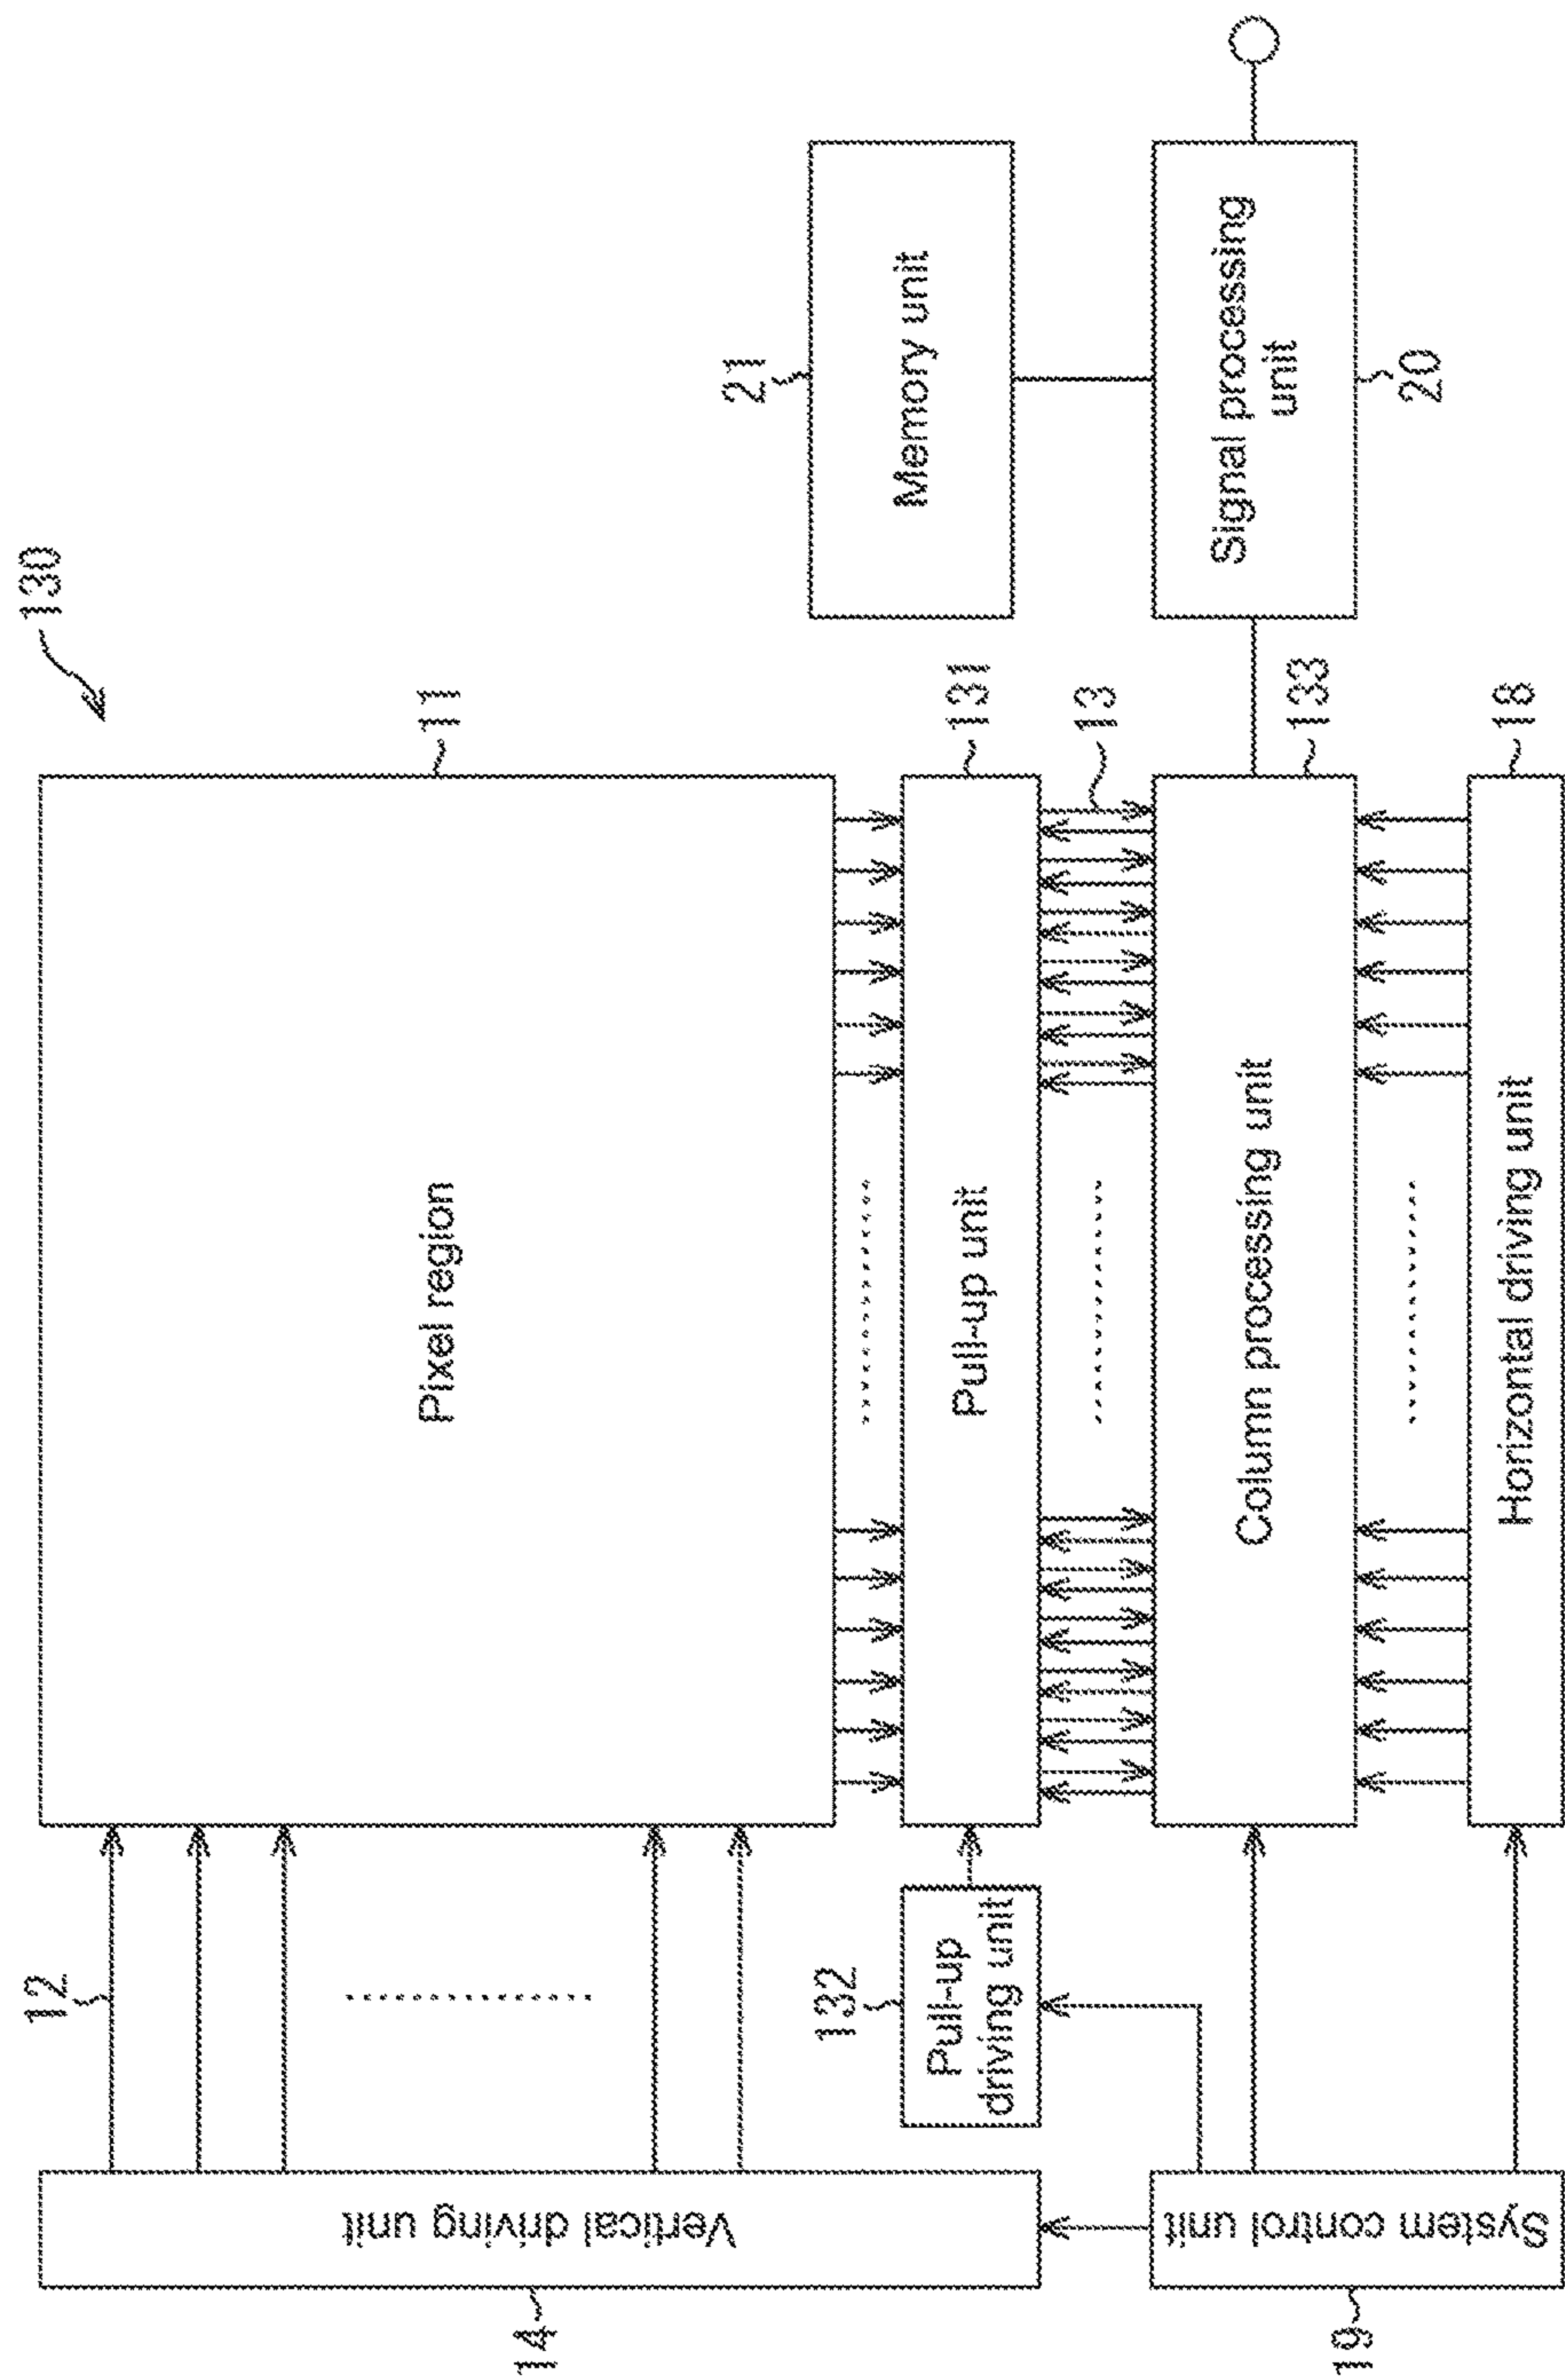 130
12
14
Vertical driving unit
Pixel region
11
132
Pull-up
driving unit
Pull-up unit
131
13
21
Memory unit
19
System control unit
Column processing unit
133
Signal processing
unit
20
Horizontal driving unit
18